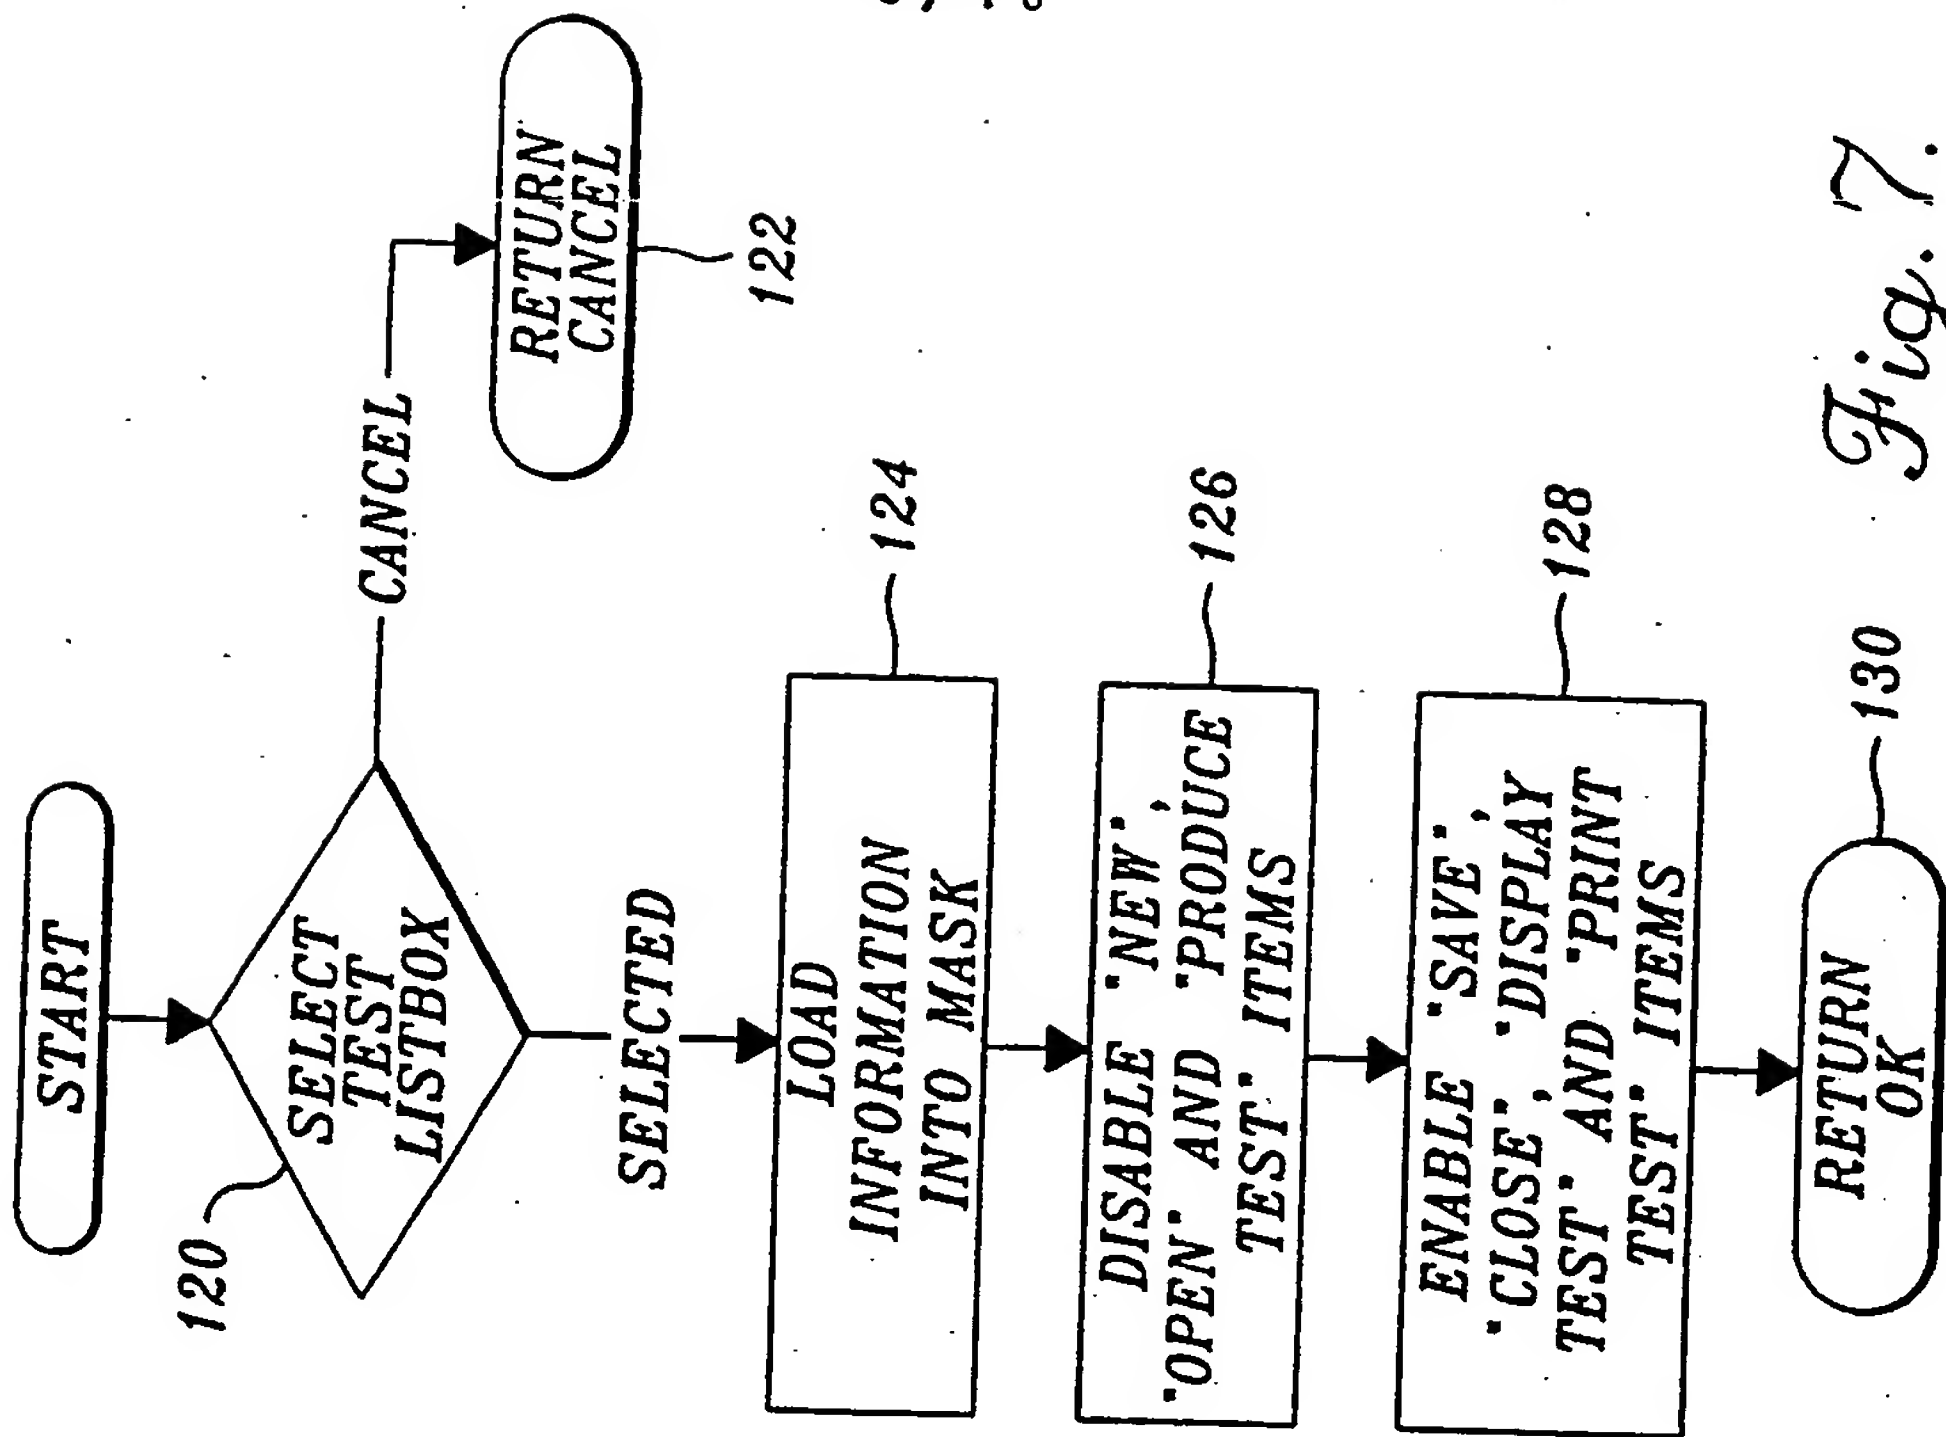 START
120
SELECT
TEST
LISTBOX
CANCEL
RETURN
CANCEL
122
SELECTED
LOAD
INFORMATION
INTO MASK
124
DISABLE "NEW",
"OPEN" AND "PRODUCE
TEST" ITEMS
126
ENABLE "SAVE",
"CLOSE", "DISPLAY
TEST" AND "PRINT
TEST" ITEMS
128
RETURN
OK
130
Fig. 7.